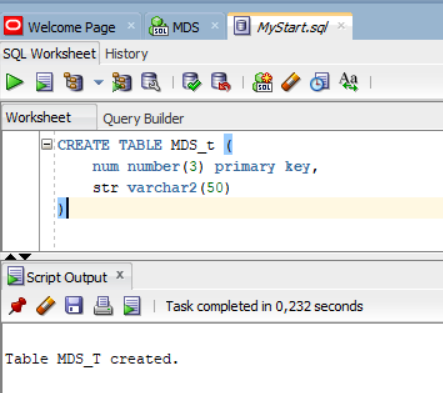 Welcome Page MDS MyStart.sql
SQL Worksheet History
Worksheet Query Builder
CREATE TABLE MDS_t (
num number(3) primary key,
str varchar2(50)
)
Script Output
Task completed in 0,232 seconds
Table MDS_T created.